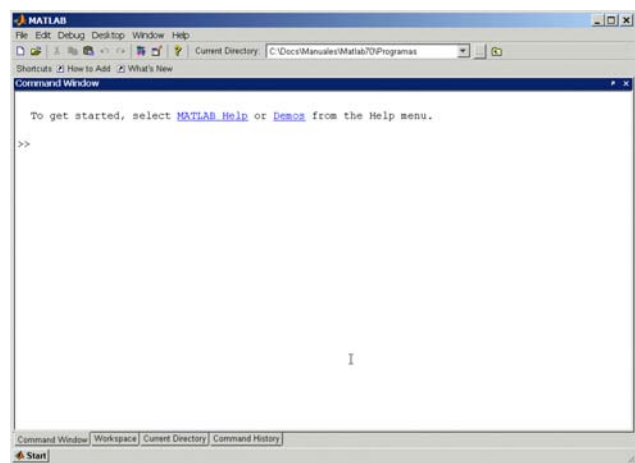 MATLAB
File Edit Debug Desktop Window Help
Current Directory: C:\Docs\Manuales\Matlab70\Programas
Shortcuts How to Add What's New
Command Window
To get started, select MATLAB Help or Demos from the Help menu.
>>
Command Window Workspace Current Directory Command History
Start